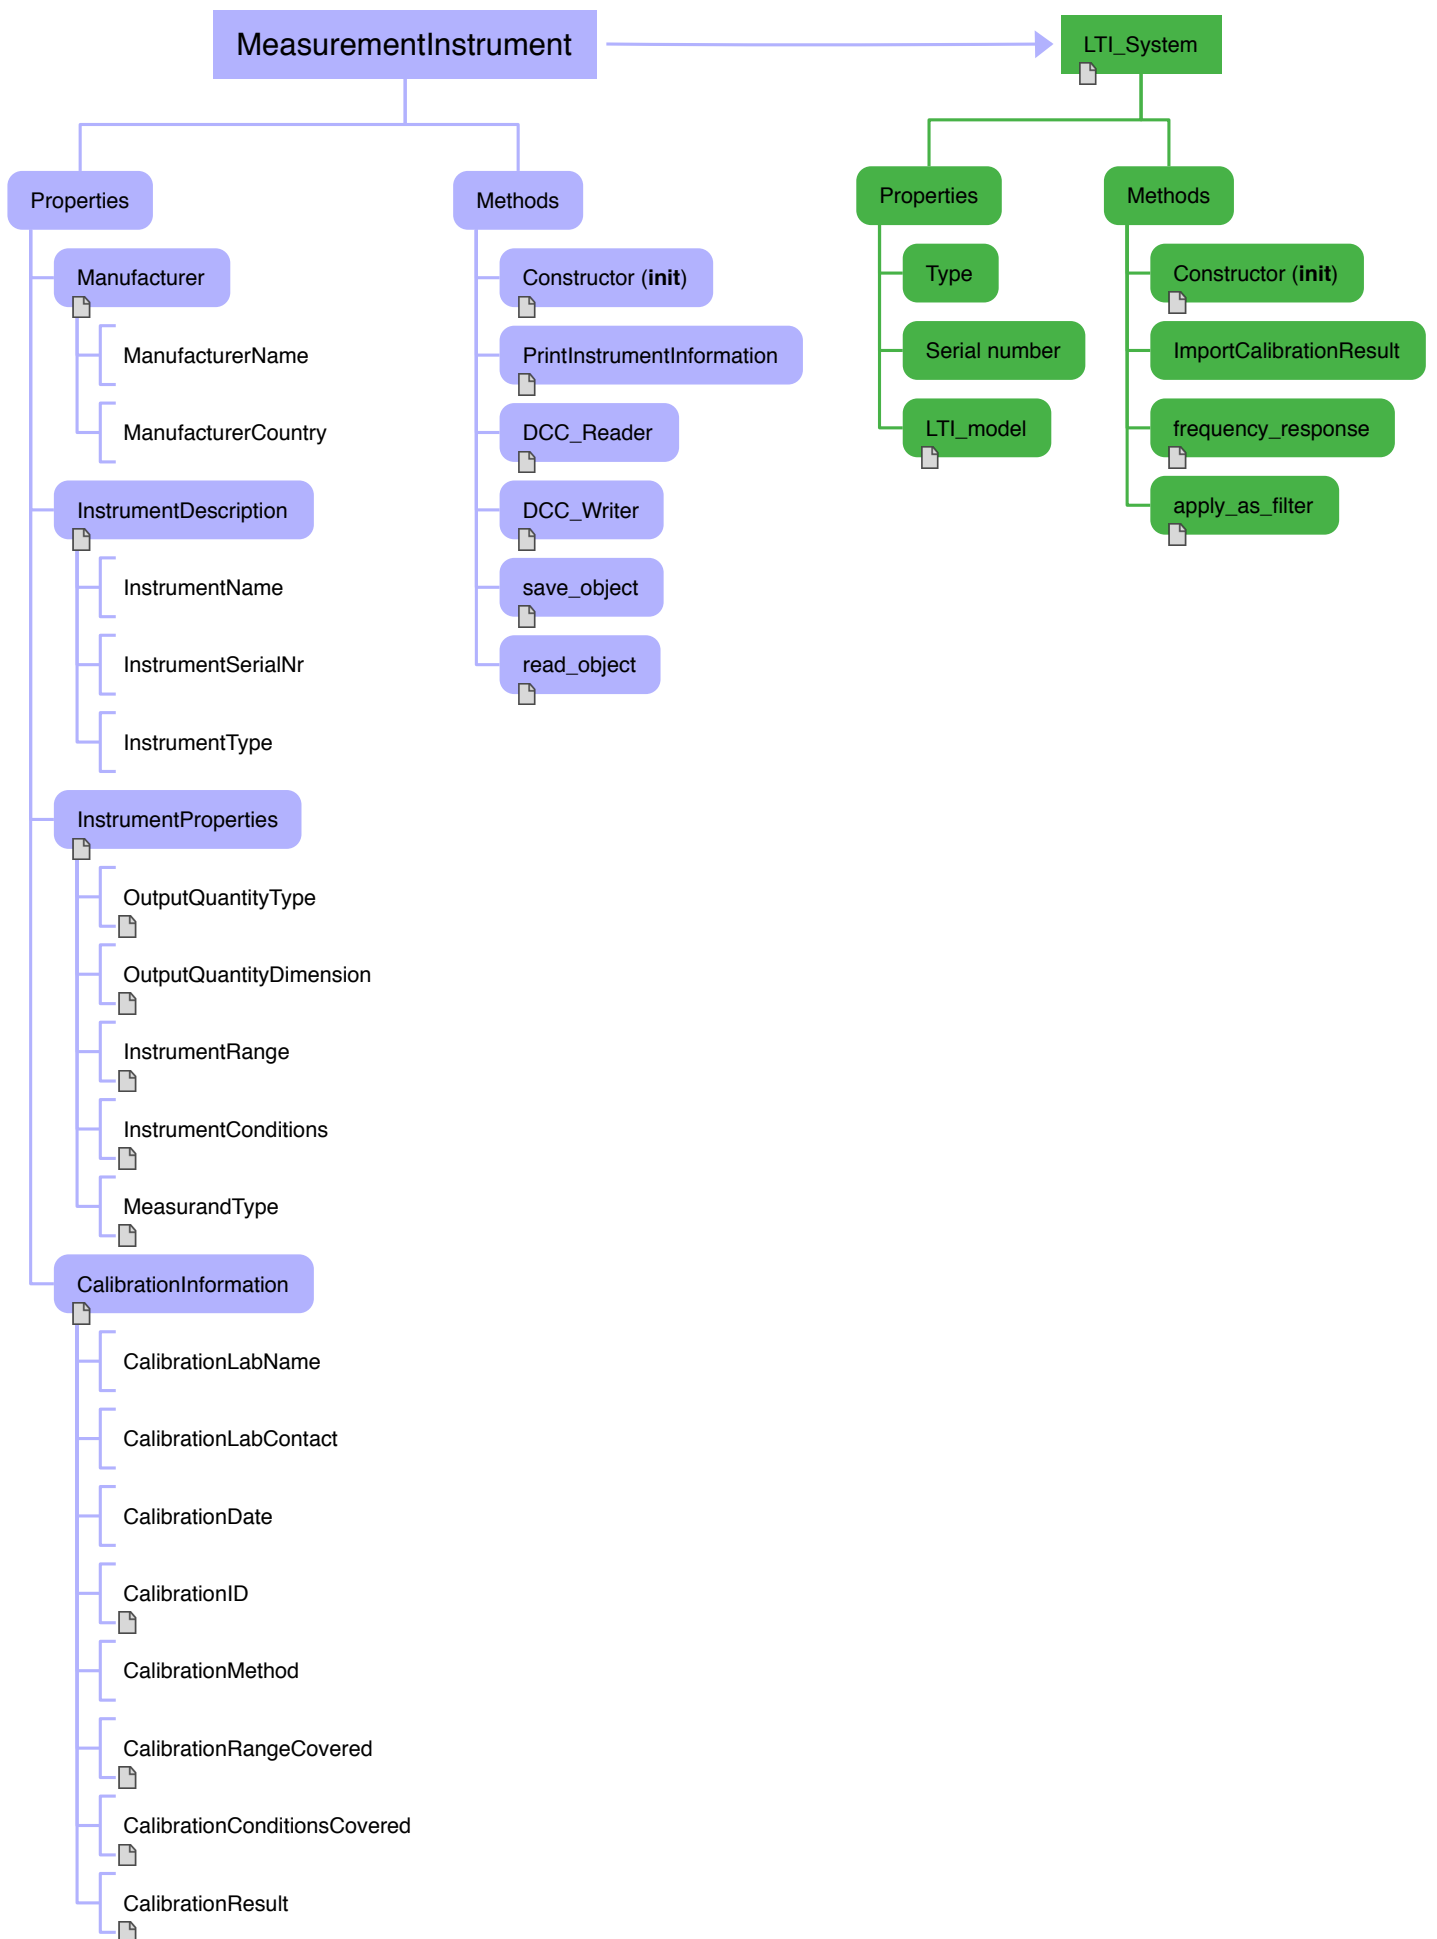 MeasurementInstrument
Properties
Manufacturer
ManufacturerName
ManufacturerCountry
InstrumentDescription
InstrumentName
InstrumentSerialNr
InstrumentType
InstrumentProperties
OutputQuantityType
OutputQuantityDimension
InstrumentRange
InstrumentConditions
MeasurandType
CalibrationInformation
CalibrationLabName
CalibrationLabContact
CalibrationDate
CalibrationID
CalibrationMethod
CalibrationRangeCovered
CalibrationConditionsCovered
CalibrationResult
Methods
Constructor (init)
PrintInstrumentInformation
DCC_Reader
DCC_Writer
save_object
read_object
LTI_System
Properties
Type
Serial number
LTI_model
Methods
Constructor (init)
ImportCalibrationResult
frequency_response
apply_as_filter